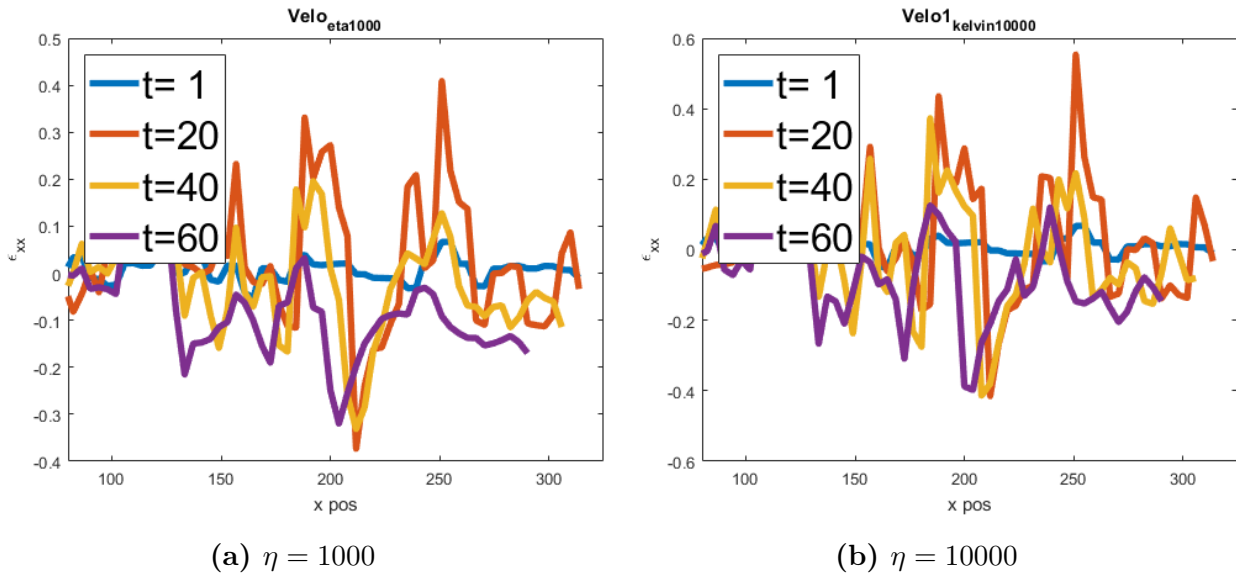 Velo_eta1000
0.5
0.4
0.3
0.2
0.1
0
-0.1
-0.2
-0.3
-0.4
ϵ_xx
t= 1
t=20
t=40
t=60
100 150 200 250 300
x pos
(a) η = 1000
Velo1_kelvin10000
0.6
0.4
0.2
0
-0.2
-0.4
-0.6
ϵ_xx
t= 1
t=20
t=40
t=60
100 150 200 250 300
x pos
(b) η = 10000